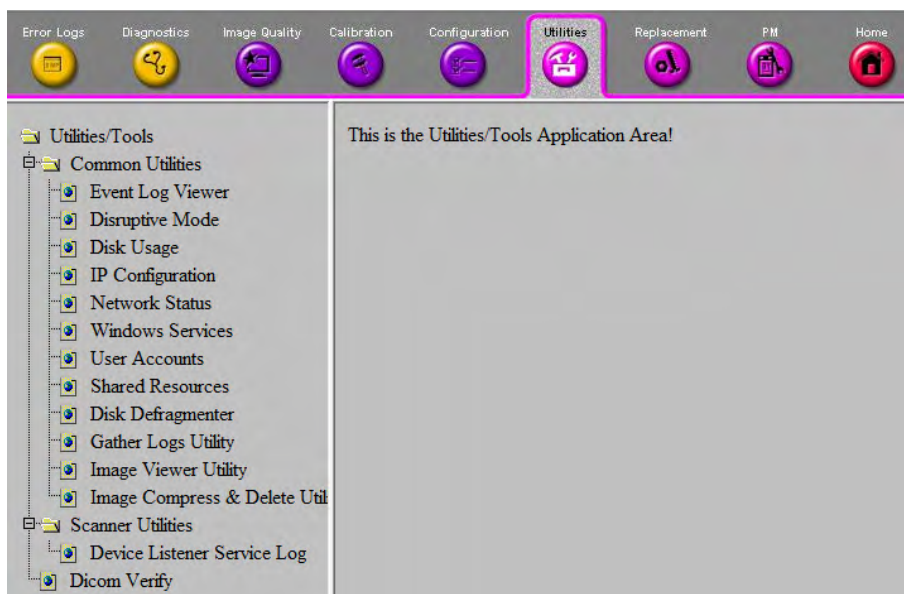 Error Logs Diagnostics Image Quality Calibration Configuration Utilities Replacement PM Home
Utilities/Tools
Common Utilities
Event Log Viewer
Disruptive Mode
Disk Usage
IP Configuration
Network Status
Windows Services
User Accounts
Shared Resources
Disk Defragmenter
Gather Logs Utility
Image Viewer Utility
Image Compress & Delete Util
Scanner Utilities
Device Listener Service Log
Dicom Verify
This is the Utilities/Tools Application Area!